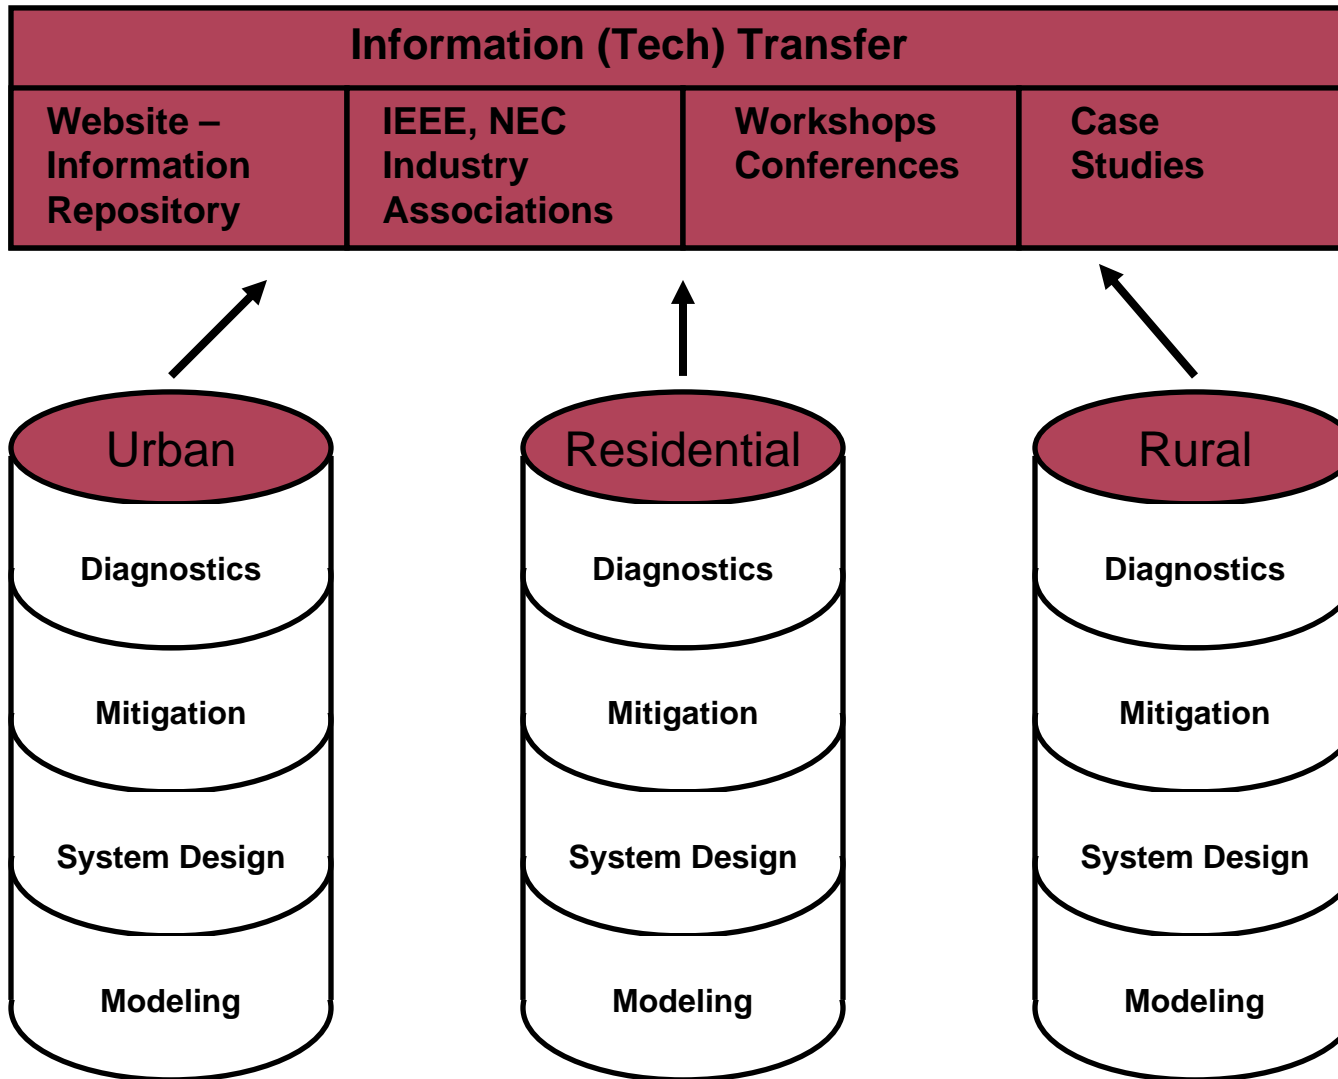 Information (Tech) Transfer
Website –
Information
Repository
IEEE, NEC
Industry
Associations
Workshops
Conferences
Case
Studies
Urban
Diagnostics
Mitigation
System Design
Modeling
Residential
Diagnostics
Mitigation
System Design
Modeling
Rural
Diagnostics
Mitigation
System Design
Modeling